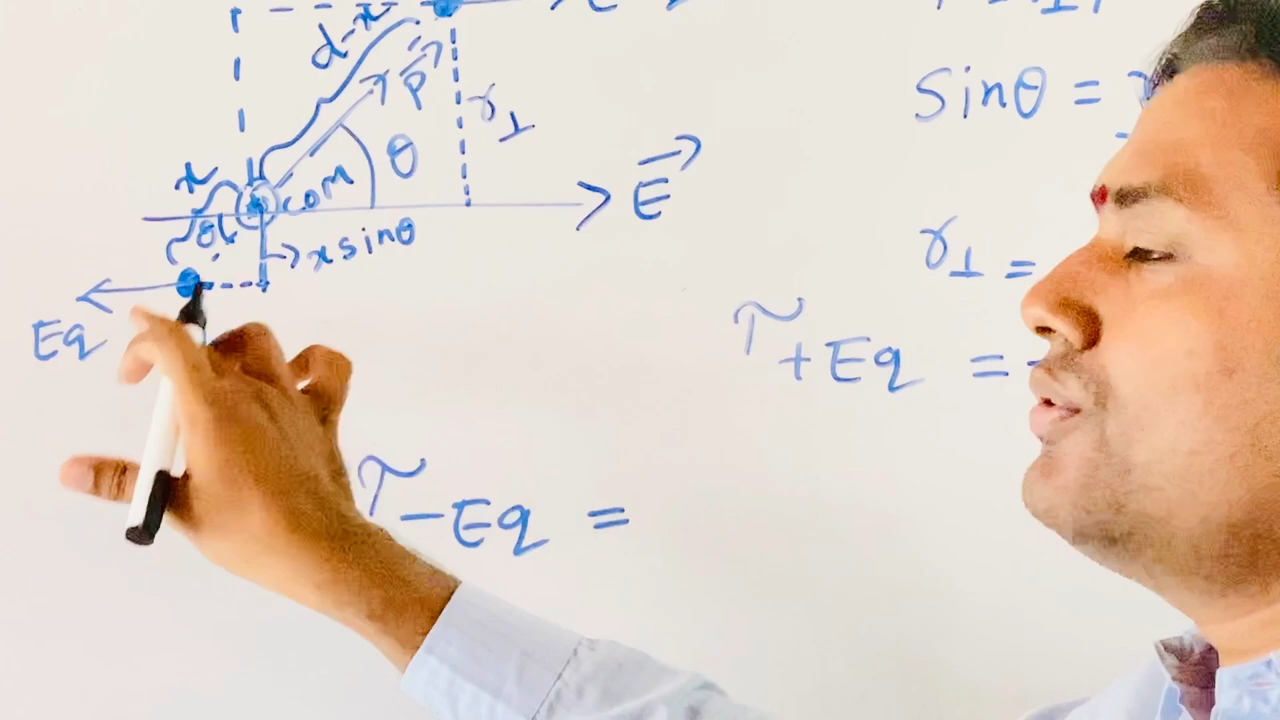 d-x
P⃗
r⊥
sinθ =
x
θ
COM
E⃗
θ
→ x sinθ
r⊥ =
Eq
τ+Eq =
τ-Eq =